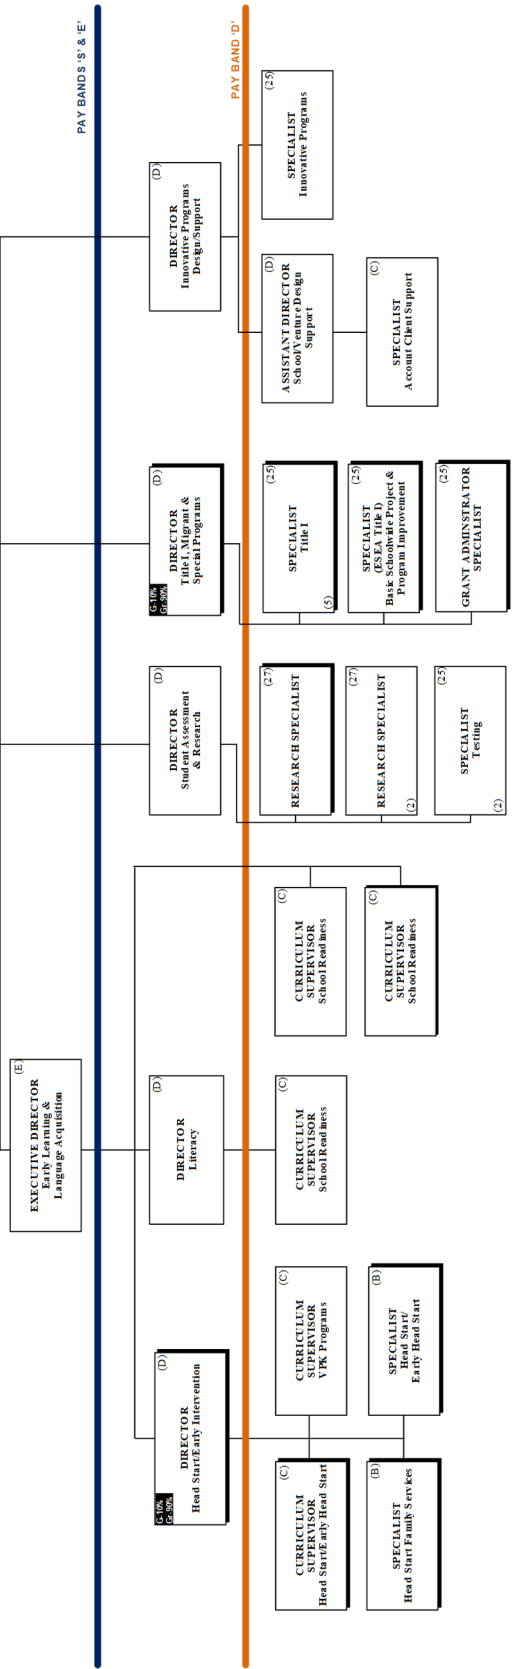 PAY BANDS ‘S’ & ‘E’
PAY BAND ‘D’
(E)
EXECUTIVE DIRECTOR
Early Learning &
Language Acquisition
(D)
DIRECTOR
Head Start/Early Intervention
G-10%
Gr.-90%
(C)
CURRICULUM
SUPERVISOR
Head Start/Early Head Start
(B)
SPECIALIST
Head Start Family Services
(C)
CURRICULUM
SUPERVISOR
VPK Programs
(B)
SPECIALIST
Head Start/
Early Head Start
(D)
DIRECTOR
Literacy
(C)
CURRICULUM
SUPERVISOR
School Readiness
(C)
CURRICULUM
SUPERVISOR
School Readiness
(C)
CURRICULUM
SUPERVISOR
School Readiness
(D)
DIRECTOR
Student Assessment
& Research
(27)
RESEARCH SPECIALIST
(27)
RESEARCH SPECIALIST
(2)
(25)
SPECIALIST
Testing
(2)
(D)
DIRECTOR
Title I, Migrant &
Special Programs
G-10%
Gr.-90%
(25)
SPECIALIST
Title I
(5)
(25)
SPECIALIST
(ESEA Title I)
Basic Schoolwide Project &
Program Improvement
(25)
GRANT ADMINSTRATOR
SPECIALIST
(D)
DIRECTOR
Innovative Programs
Design/Support
(D)
ASSISTANT DIRECTOR
School/Venture Design
Support
(C)
SPECIALIST
Account Client Support
(25)
SPECIALIST
Innovative Programs